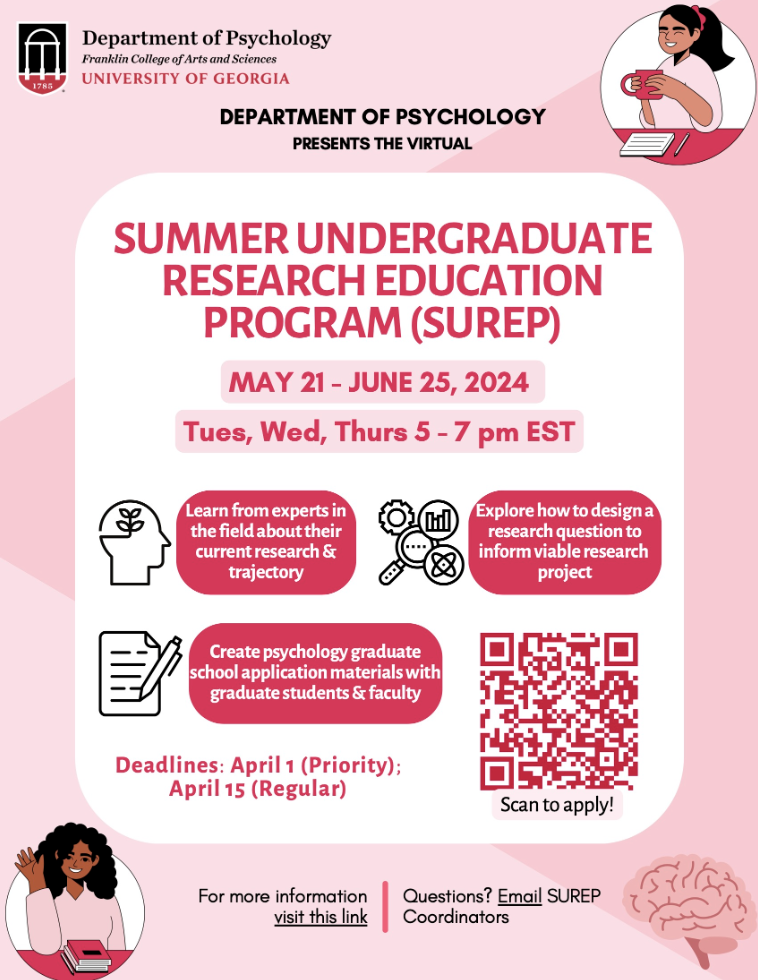 Department of Psychology
Franklin College of Arts and Sciences
UNIVERSITY OF GEORGIA
1785
DEPARTMENT OF PSYCHOLOGY
PRESENTS THE VIRTUAL
SUMMER UNDERGRADUATE
RESEARCH EDUCATION
PROGRAM (SUREP)
MAY 21 - JUNE 25, 2024
Tues, Wed, Thurs 5 - 7 pm EST
Learn from experts in
the field about their
current research &
trajectory
Explore how to design a
research question to
inform viable research
project
Create psychology graduate
school application materials with
graduate students & faculty
Deadlines: April 1 (Priority);
April 15 (Regular)
Scan to apply!
For more information
visit this link
Questions? Email SUREP
Coordinators